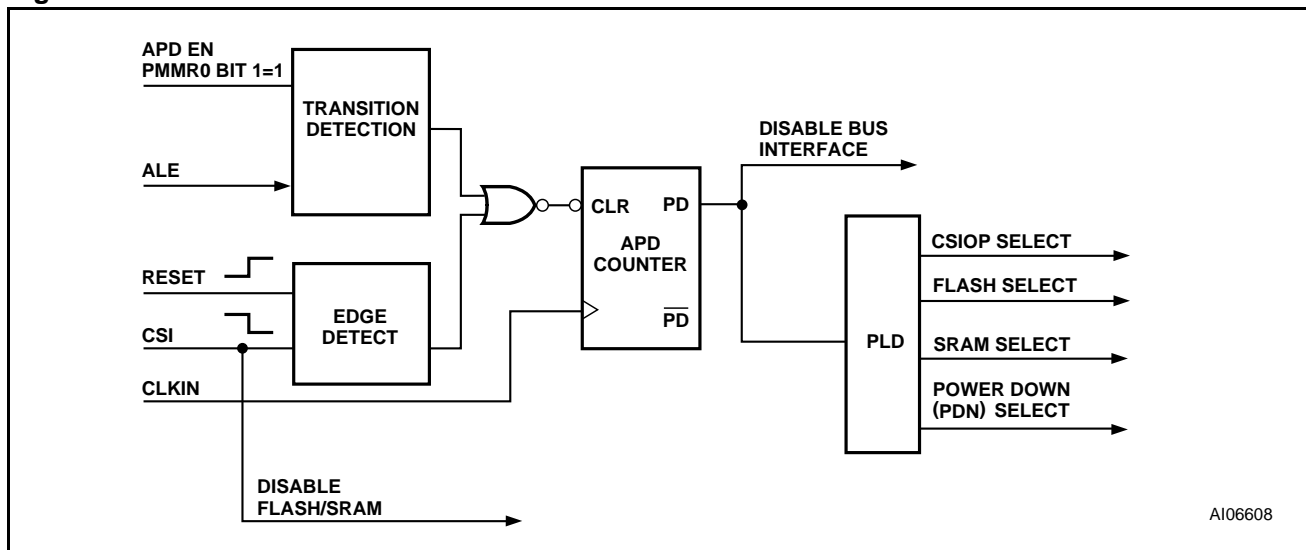 APD EN
PMMR0 BIT 1=1
TRANSITION
DETECTION
ALE
DISABLE BUS
INTERFACE
CLR
PD
APD
COUNTER
PD
RESET
EDGE
DETECT
CSI
CLKIN
PLD
CSIOP SELECT
FLASH SELECT
SRAM SELECT
POWER DOWN
(PDN) SELECT
DISABLE
FLASH/SRAM
AI06608